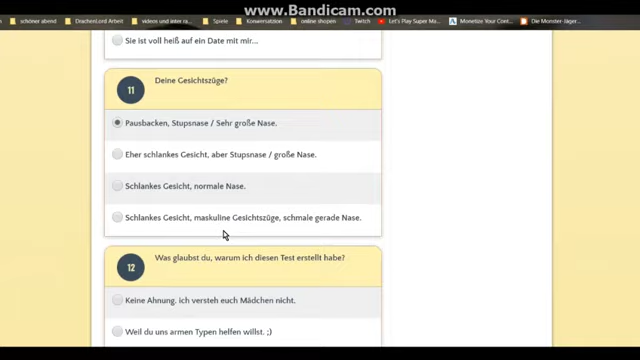 www.Bandicam.com
schöner abend DrachenLord Arbeit videos und inter ra... Spiele Konversation online shopen Twitch Let's Play Super Ma... Monetize Your Cont... Die Monster-Jäger...
Sie ist voll heiß auf ein Date mit mir...
11 Deine Gesichtszüge?
Pausbacken, Stupsnase / Sehr große Nase.
Eher schlankes Gesicht, aber Stupsnase / große Nase.
Schlankes Gesicht, normale Nase.
Schlankes Gesicht, maskuline Gesichtszüge, schmale gerade Nase.
12 Was glaubst du, warum ich diesen Test erstellt habe?
Keine Ahnung. ich versteh euch Mädchen nicht.
Weil du uns armen Typen helfen willst. ;)